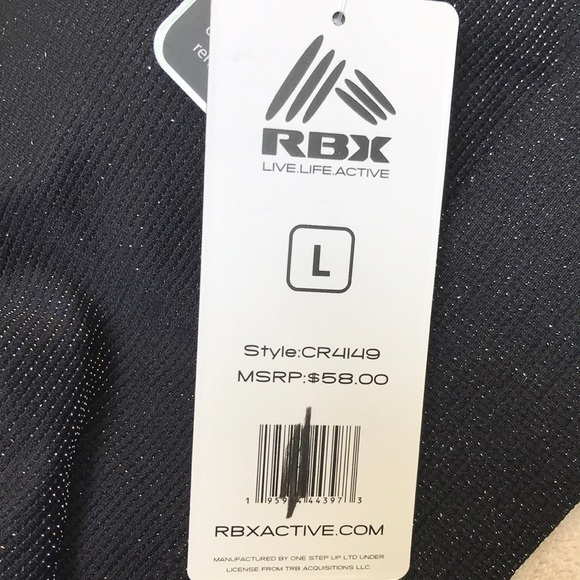 RBX
LIVE.LIFE.ACTIVE
L
Style:CR4149
MSRP:$58.00
RBXACTIVE.COM
MANUFACTURED BY ONE STEP UP LTD UNDER
LICENSE FROM TRB ACQUISITIONS LLC.